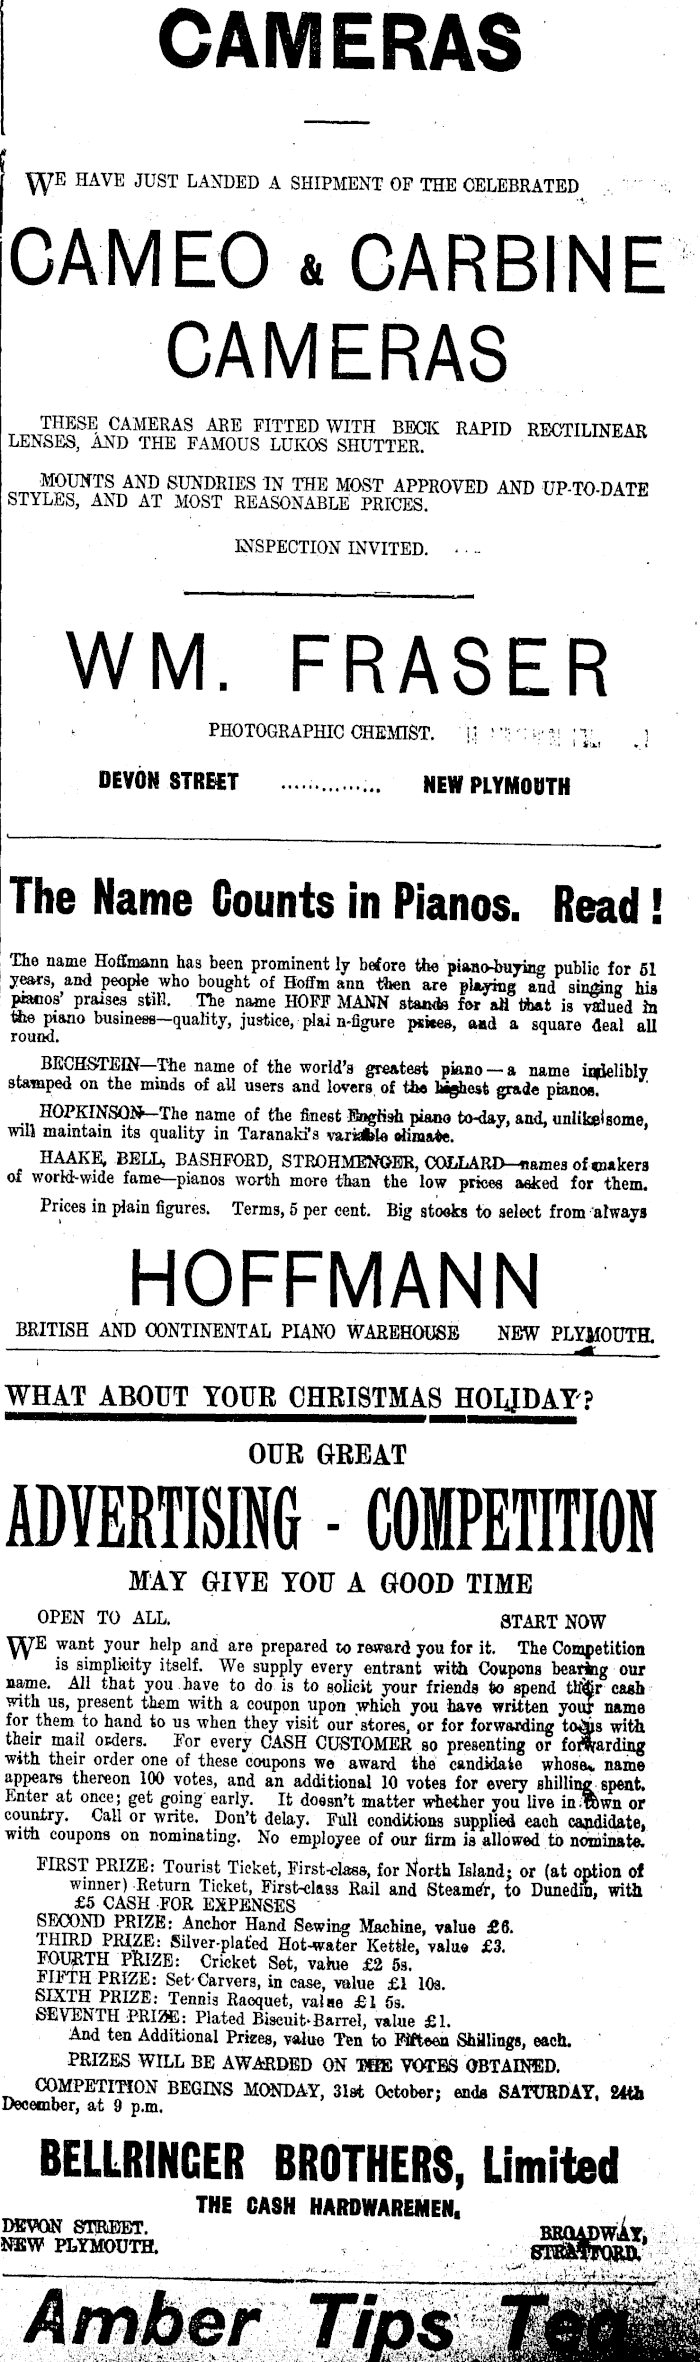 CAMERAS
WE HAVE JUST LANDED A SHIPMENT OF THE CELEBRATED
CAMEO & CARBINE
CAMERAS
THESE CAMERAS ARE FITTED WITH BECK RAPID RECTILINEAR
LENSES, AND THE FAMOUS LUKOS SHUTTER.
MOUNTS AND SUNDRIES IN THE MOST APPROVED AND UP-TO-DATE
STYLES, AND AT MOST REASONABLE PRICES.
INSPECTION INVITED.
WM. FRASER
PHOTOGRAPHIC CHEMIST.
DEVON STREET .............. NEW PLYMOUTH
The Name Counts in Pianos. Read!
The name Hoffmann has been prominent ly before the piano-buying public for 51
years, and people who bought of Hoffm ann then are playing and singing his
pianos' praises still. The name HOFF MANN stands for all that is valued in
the piano business—quality, justice, plai n-figure prices, and a square deal all
round.
BECHSTEIN—The name of the world's greatest piano—a name indelibly
stamped on the minds of all users and lovers of the highest grade pianos.
HOPKINSON—The name of the finest English piano to-day, and, unlike some,
will maintain its quality in Taranaki's variable climate.
HAAKE, BELL, BASHFORD, STROHMENGER, COLLARD—names of makers
of world-wide fame—pianos worth more than the low prices asked for them.
Prices in plain figures. Terms, 5 per cent. Big stocks to select from always
HOFFMANN
BRITISH AND CONTINENTAL PIANO WAREHOUSE NEW PLYMOUTH.
WHAT ABOUT YOUR CHRISTMAS HOLIDAY?
OUR GREAT
ADVERTISING - COMPETITION
MAY GIVE YOU A GOOD TIME
OPEN TO ALL. START NOW
WE want your help and are prepared to reward you for it. The Competition
is simplicity itself. We supply every entrant with Coupons bearing our
name. All that you have to do is to solicit your friends to spend their cash
with us, present them with a coupon upon which you have written your name
for them to hand to us when they visit our stores, or for forwarding to us with
their mail orders. For every CASH CUSTOMER so presenting or forwarding
with their order one of these coupons we award the candidate whose name
appears thereon 100 votes, and an additional 10 votes for every shilling spent.
Enter at once; get going early. It doesn't matter whether you live in town or
country. Call or write. Don't delay. Full conditions supplied each candidate,
with coupons on nominating. No employee of our firm is allowed to nominate.
FIRST PRIZE: Tourist Ticket, First-class, for North Island; or (at option of
winner) Return Ticket, First-class Rail and Steamer, to Dunedin, with
£5 CASH FOR EXPENSES
SECOND PRIZE: Anchor Hand Sewing Machine, value £6.
THIRD PRIZE: Silver-plated Hot-water Kettle, value £3.
FOURTH PRIZE: Cricket Set, value £2 5s.
FIFTH PRIZE: Set Carvers, in case, value £1 10s.
SIXTH PRIZE: Tennis Racquet, value £1 5s.
SEVENTH PRIZE: Plated Biscuit Barrel, value £1.
And ten Additional Prizes, value Ten to Fifteen Shillings, each.
PRIZES WILL BE AWARDED ON THE VOTES OBTAINED.
COMPETITION BEGINS MONDAY, 31st October; ends SATURDAY, 24th
December, at 9 p.m.
BELLRINGER BROTHERS, Limited
THE CASH HARDWAREMEN,
DEVON STREET. BROADWAY,
NEW PLYMOUTH. STRATFORD.
Amber Tips Tea